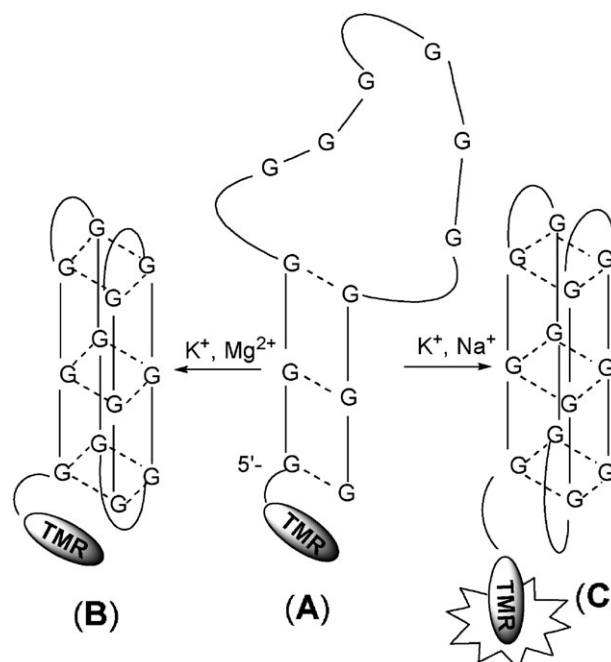 G
G
G G
G
G G G
G G G G G
G G G
G G
K⁺, Mg²⁺ K⁺, Na⁺
G G G G G G
G G G
G G
5'- G G G G G
G G G G
TMR TMR TMR
(B) (A) (C